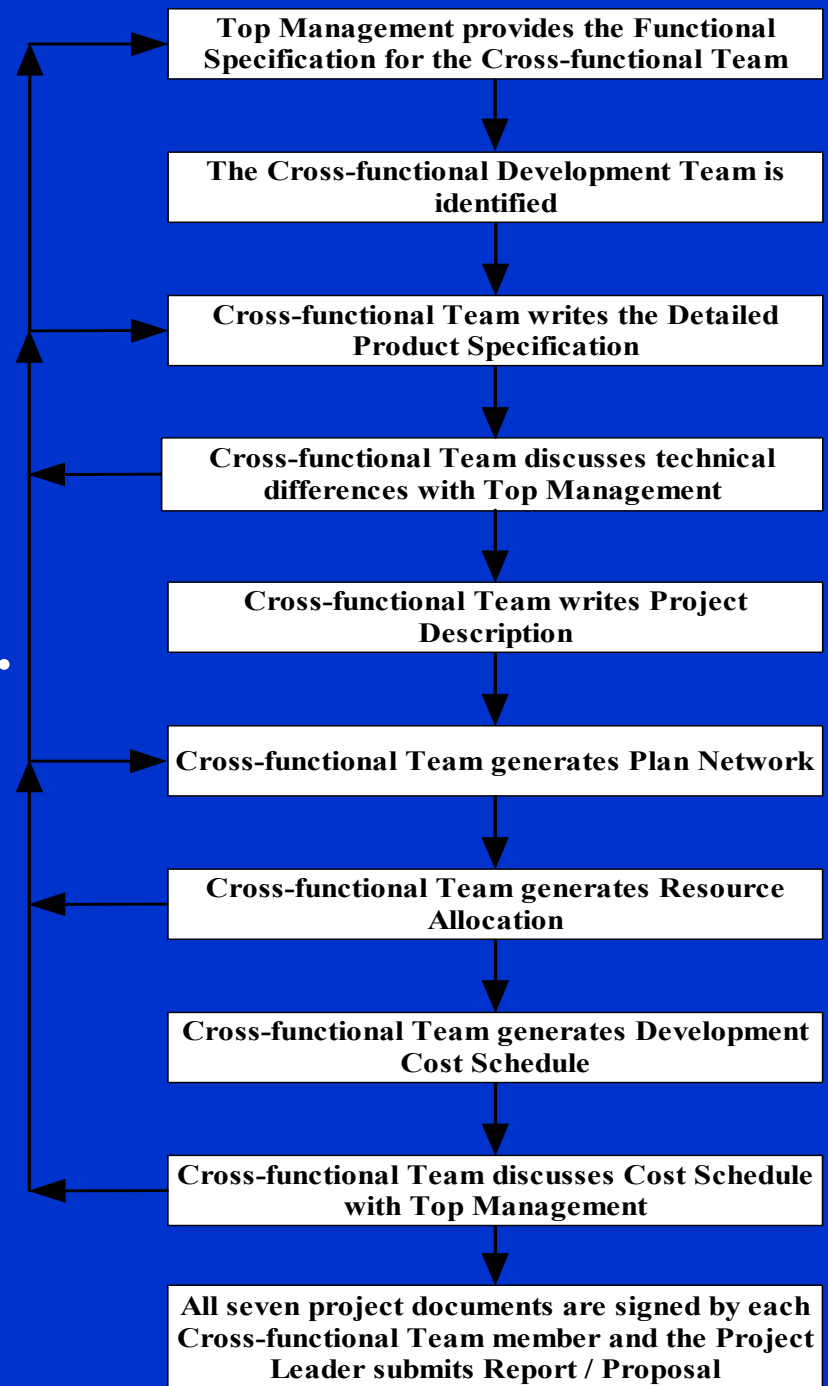 Top Management provides the Functional
Specification for the Cross-functional Team
The Cross-functional Development Team is
identified
Cross-functional Team writes the Detailed
Product Specification
Cross-functional Team discusses technical
differences with Top Management
Cross-functional Team writes Project
Description
Cross-functional Team generates Plan Network
Cross-functional Team generates Resource
Allocation
Cross-functional Team generates Development
Cost Schedule
Cross-functional Team discusses Cost Schedule
with Top Management
All seven project documents are signed by each
Cross-functional Team member and the Project
Leader submits Report / Proposal